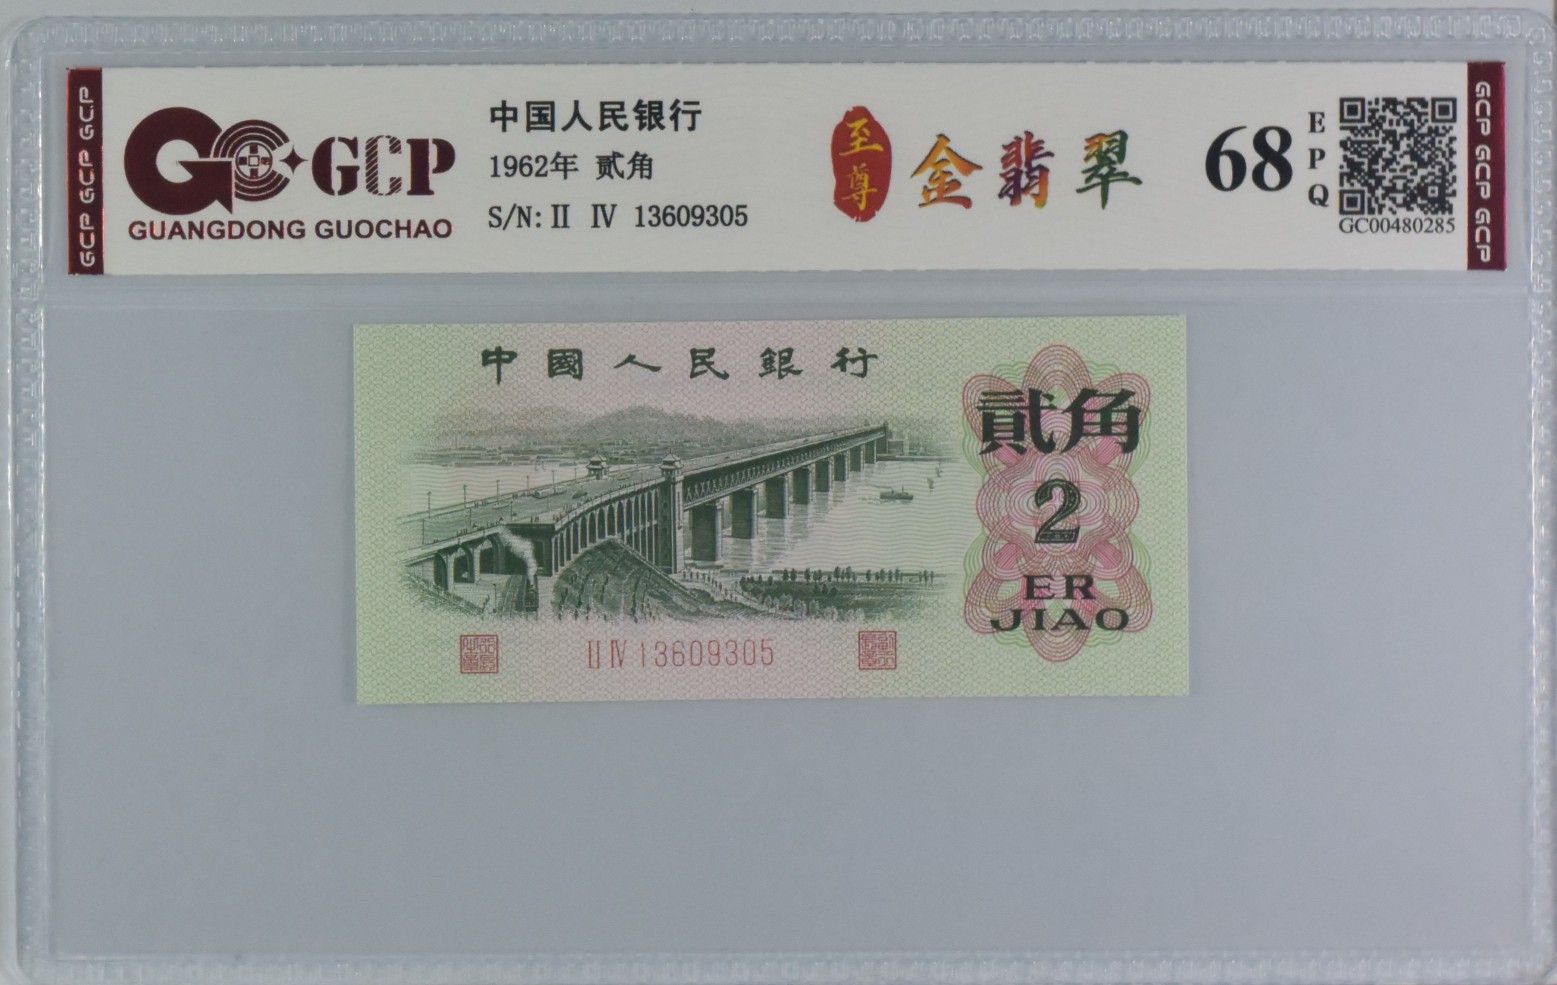 GCP GCP GCP
GCP
GUANGDONG GUOCHAO
中国人民银行
1962年 贰角
S/N: II IV 13609305
至尊
金翡翠
68
EPQ
GC00480285
GCP GCP GCP
中國人民銀行
貳角
2
ER
JIAO
II IV 13609305